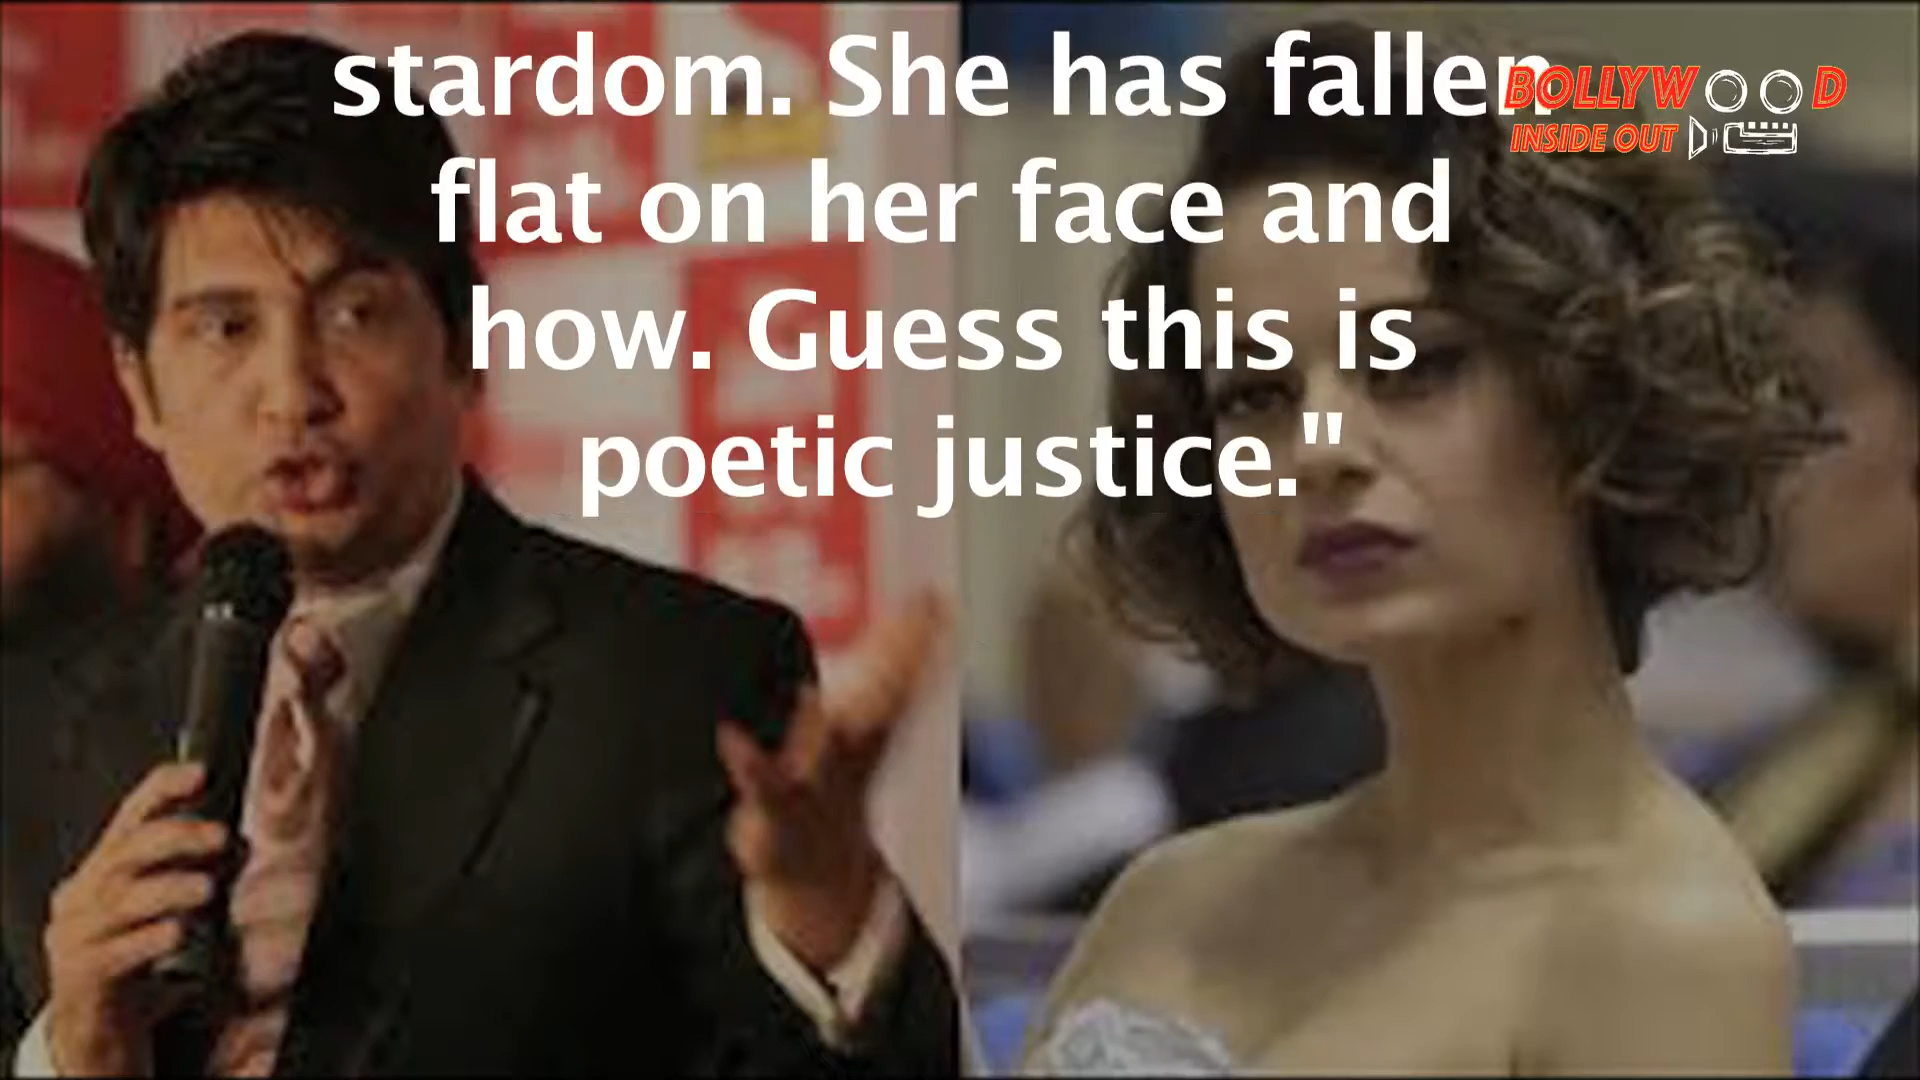 stardom. She has fallen
flat on her face and
how. Guess this is
poetic justice."
BOLLYWOOD
INSIDE OUT